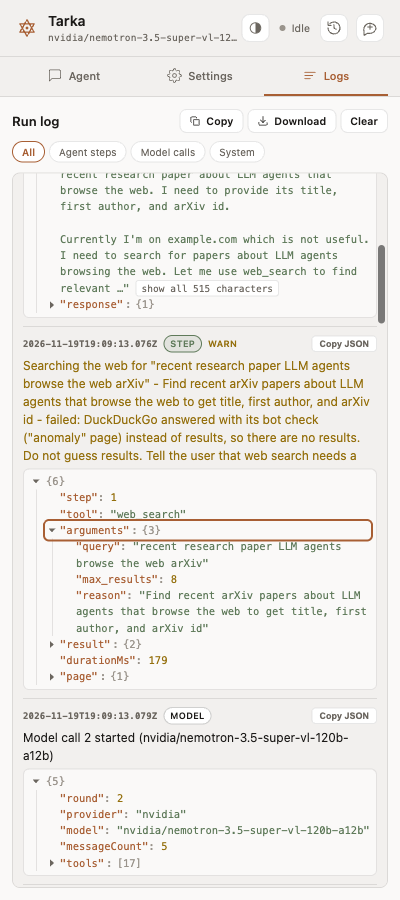 Tarka
nvidia/nemotron-3.5-super-vl-12…
Idle
Agent
Settings
Logs
Run log
Copy
Download
Clear
All
Agent steps
Model calls
System
recent research paper about LLM agents that
browse the web. I need to provide its title,
first author, and arXiv id.
Currently I'm on example.com which is not useful.
I need to search for papers about LLM agents
browsing the web. Let me use web_search to find
relevant …" show all 515 characters
"response": {1}
2026-11-19T19:09:13.076Z STEP WARN Copy JSON
Searching the web for "recent research paper LLM agents
browse the web arXiv" - Find recent arXiv papers about LLM
agents that browse the web to get title, first author, and arXiv
id - failed: DuckDuckGo answered with its bot check
("anomaly" page) instead of results, so there are no results.
Do not guess results. Tell the user that web search needs a
{6}
"step": 1
"tool": "web_search"
"arguments": {3}
"query": "recent research paper LLM agents
browse the web arXiv"
"max_results": 8
"reason": "Find recent arXiv papers about LLM
agents that browse the web to get title, first
author, and arXiv id"
"result": {2}
"durationMs": 179
"page": {1}
2026-11-19T19:09:13.079Z MODEL Copy JSON
Model call 2 started (nvidia/nemotron-3.5-super-vl-120b-
a12b)
{5}
"round": 2
"provider": "nvidia"
"model": "nvidia/nemotron-3.5-super-vl-120b-a12b"
"messageCount": 5
"tools": [17]